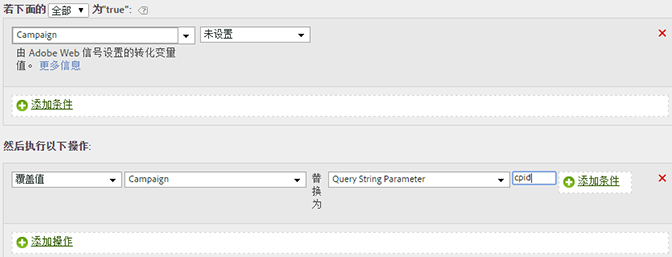 若下面的 全部 为"true": ?
Campaign 未设置
由 Adobe Web 信号设置的转化变量
值。 更多信息
添加条件
然后执行以下操作:
覆盖值 Campaign 替换为 Query String Parameter cpid 添加条件
添加操作